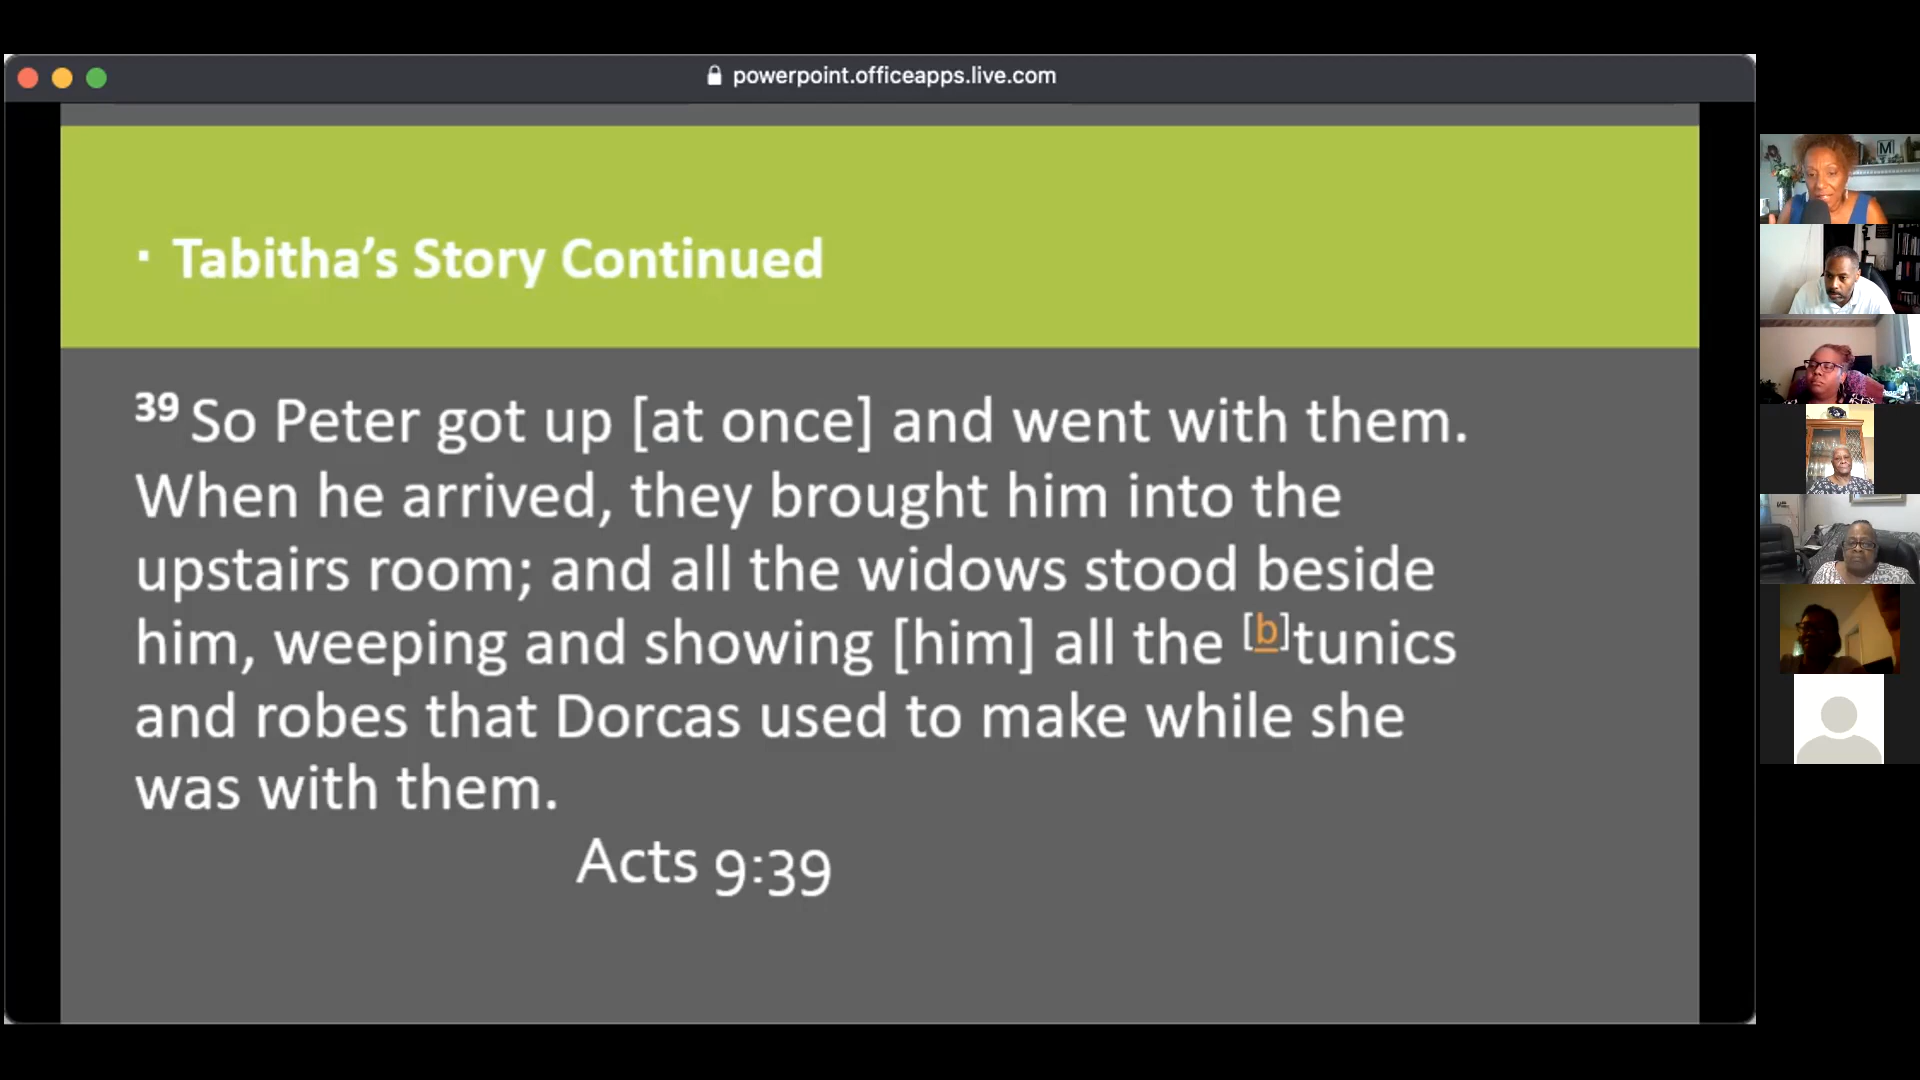 powerpoint.officeapps.live.com
· Tabitha’s Story Continued
39 So Peter got up [at once] and went with them.
When he arrived, they brought him into the
upstairs room; and all the widows stood beside
him, weeping and showing [him] all the [b]tunics
and robes that Dorcas used to make while she
was with them.
Acts 9:39
M